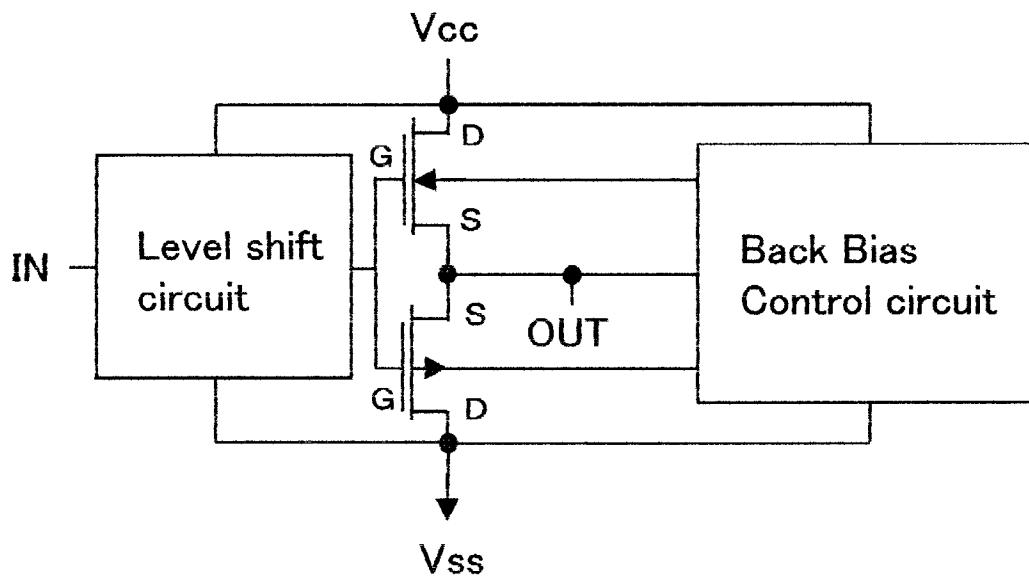 Vcc
G
D
S
IN
Level shift
circuit
Back Bias
Control circuit
S
OUT
G
D
Vss